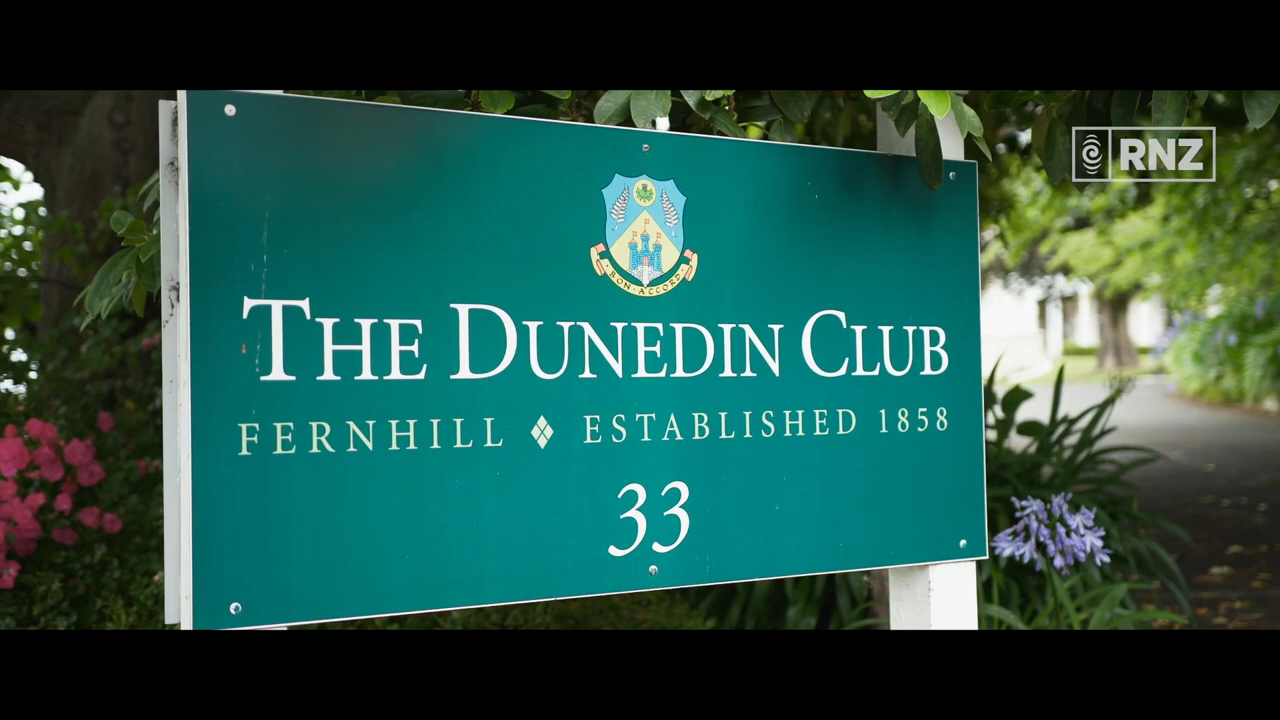 RNZ
BON ACCORD
THE DUNEDIN CLUB
FERNHILL ESTABLISHED 1858
33